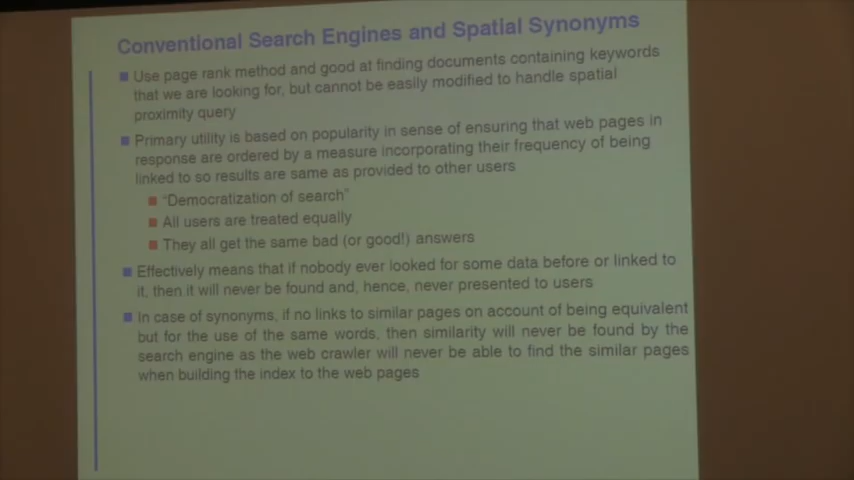 Conventional Search Engines and Spatial Synonyms
Use page rank method and good at finding documents containing keywords
that we are looking for, but cannot be easily modified to handle spatial
proximity query
Primary utility is based on popularity in sense of ensuring that web pages in
response are ordered by a measure incorporating their frequency of being
linked to so results are same as provided to other users
"Democratization of search"
All users are treated equally
They all get the same bad (or good!) answers
Effectively means that if nobody ever looked for some data before or linked to
it, then it will never be found and, hence, never presented to users
In case of synonyms, if no links to similar pages on account of being equivalent
but for the use of the same words, then similarity will never be found by the
search engine as the web crawler will never be able to find the similar pages
when building the index to the web pages